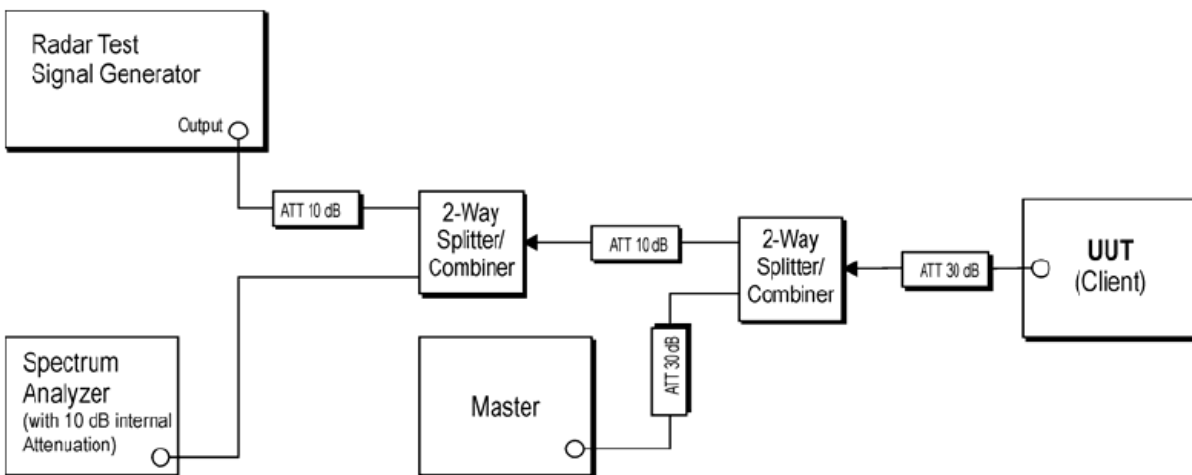 Radar Test
Signal Generator
Output
ATT 10 dB
2-Way
Splitter/
Combiner
ATT 10 dB
2-Way
Splitter/
Combiner
ATT 30 dB
UUT
(Client)
Spectrum
Analyzer
(with 10 dB internal
Attenuation)
Master
ATT 30 dB